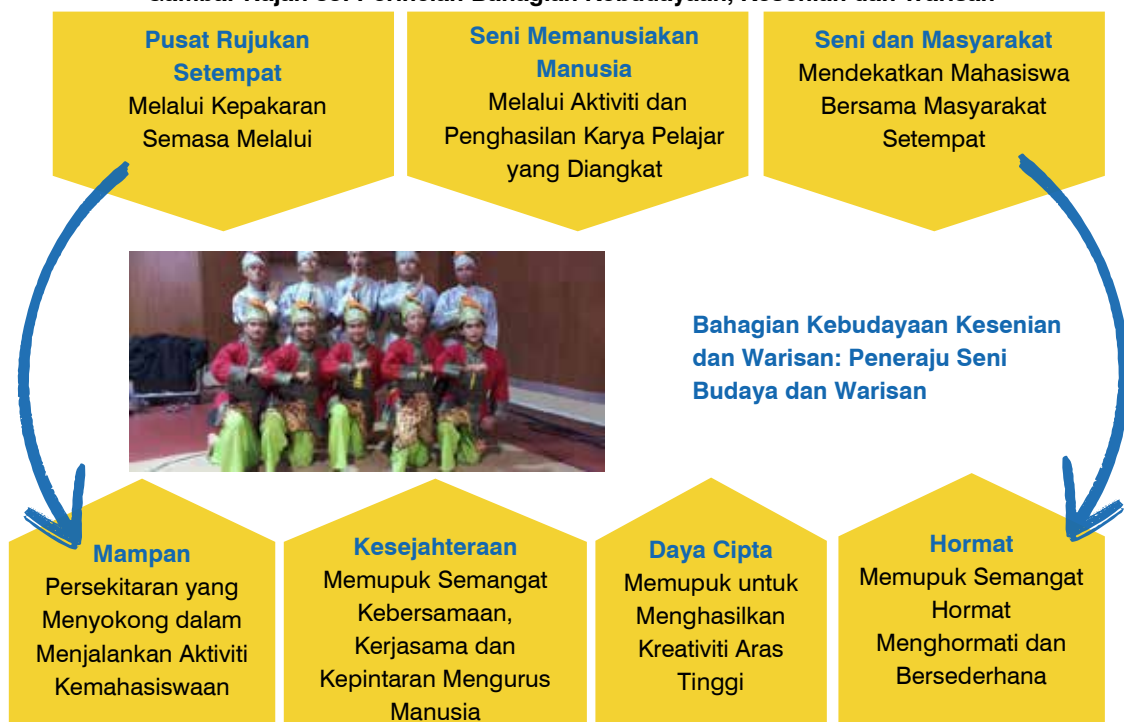 Pusat Rujukan
Setempat
Melalui Kepakaran
Semasa Melalui
Seni Memanusiakan
Manusia
Melalui Aktiviti dan
Penghasilan Karya Pelajar
yang Diangkat
Seni dan Masyarakat
Mendekatkan Mahasiswa
Bersama Masyarakat
Setempat
Bahagian Kebudayaan Kesenian
dan Warisan: Peneraju Seni
Budaya dan Warisan
Mampan
Persekitaran yang
Menyokong dalam
Menjalankan Aktiviti
Kemahasiswaan
Kesejahteraan
Memupuk Semangat
Kebersamaan,
Kerjasama dan
Kepintaran Mengurus
Manusia
Daya Cipta
Memupuk untuk
Menghasilkan
Kreativiti Aras
Tinggi
Hormat
Memupuk Semangat
Hormat
Menghormati dan
Bersederhana